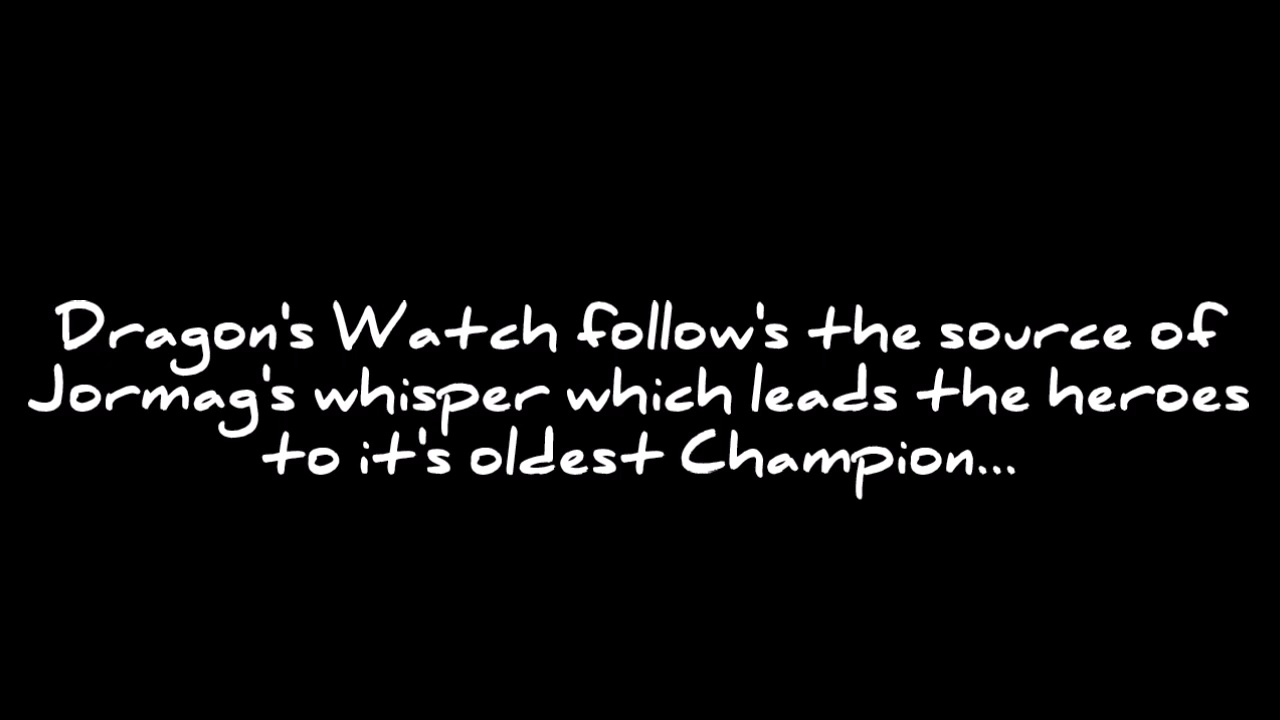 Dragon's Watch follow's the source of
Jormag's whisper which leads the heroes
to it's oldest Champion...